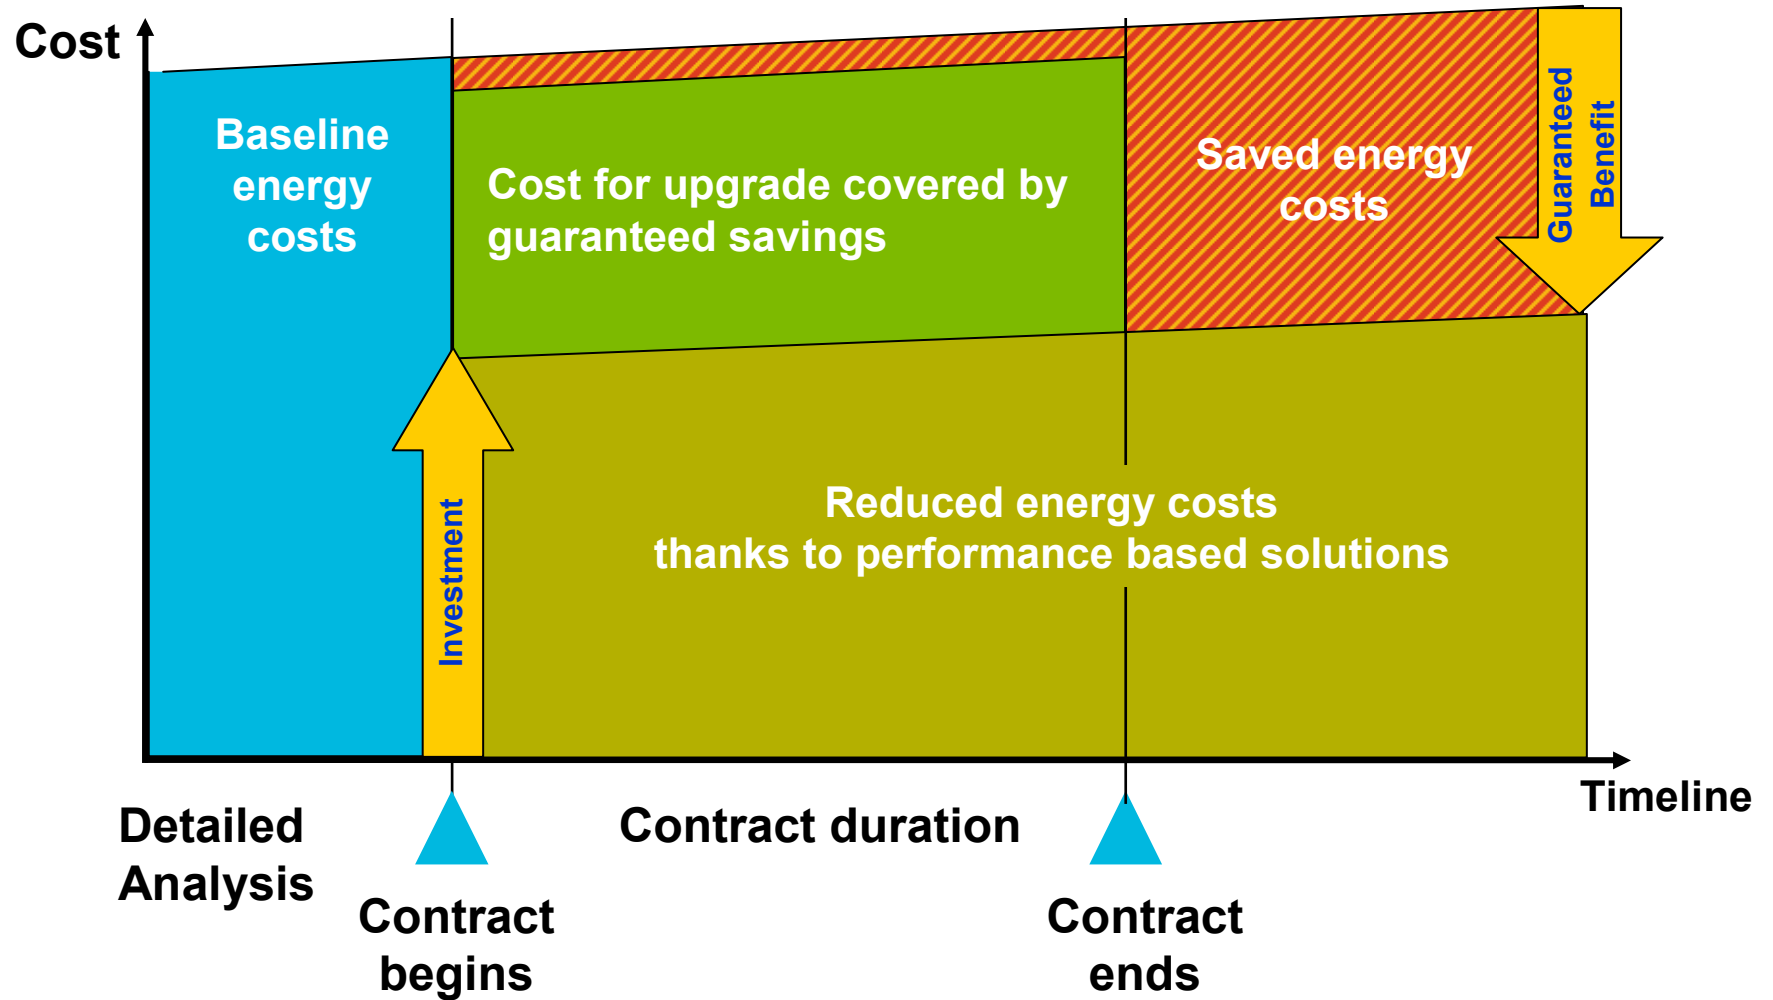 Cost
Baseline
energy
costs
Cost for upgrade covered by
guaranteed savings
Saved energy
costs
Guaranteed
Benefit
Investment
Reduced energy costs
thanks to performance based solutions
Timeline
Detailed
Analysis
Contract duration
Contract
begins
Contract
ends